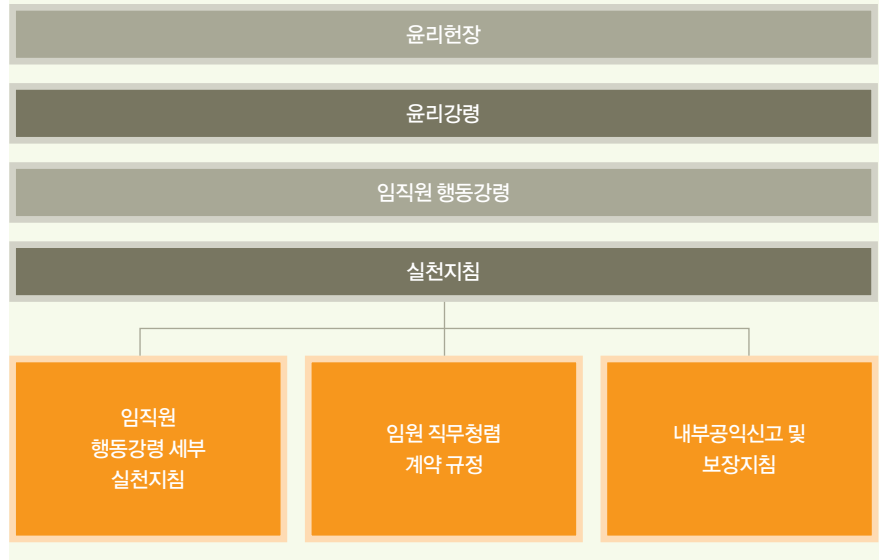 윤리헌장
윤리강령
임직원 행동강령
실천지침
임직원
행동강령 세부
실천지침
임원 직무청렴
계약 규정
내부공익신고 및
보장지침